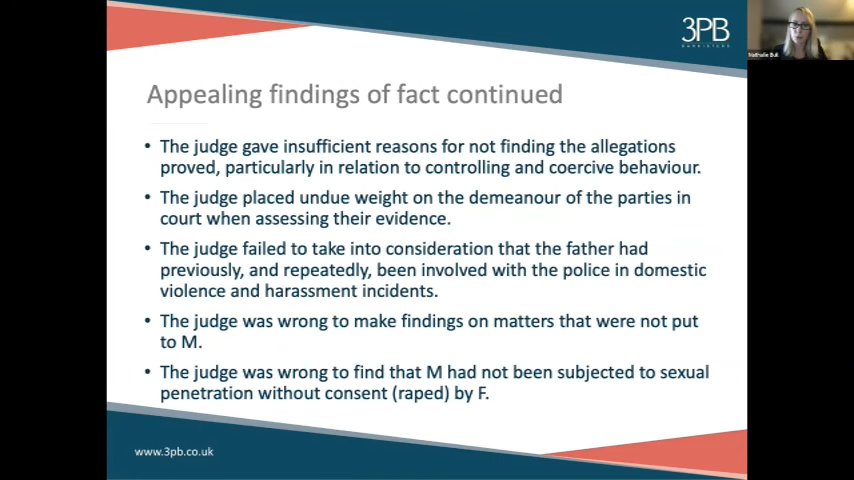 3PB
BARRISTERS
Nathalie Bull
Appealing findings of fact continued
• The judge gave insufficient reasons for not finding the allegations
proved, particularly in relation to controlling and coercive behaviour.
• The judge placed undue weight on the demeanour of the parties in
court when assessing their evidence.
• The judge failed to take into consideration that the father had
previously, and repeatedly, been involved with the police in domestic
violence and harassment incidents.
• The judge was wrong to make findings on matters that were not put
to M.
• The judge was wrong to find that M had not been subjected to sexual
penetration without consent (raped) by F.
www.3pb.co.uk